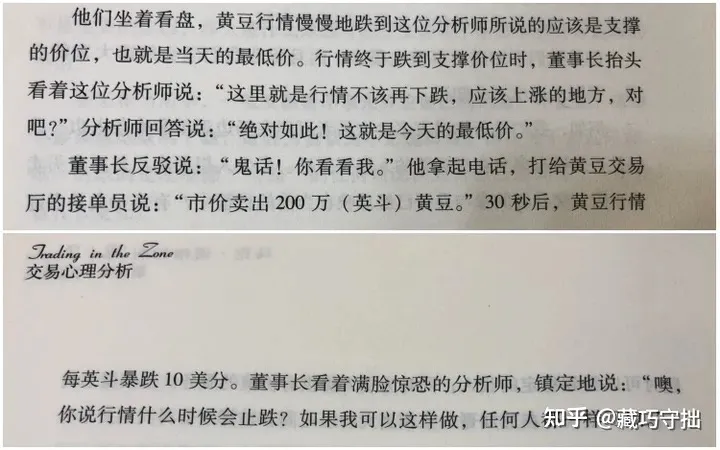 他们坐着看盘，黄豆行情慢慢地跌到这位分析师所说的应该是支撑
的价位，也就是当天的最低价。行情终于跌到支撑价位时，董事长抬头
看着这位分析师说：“这里就是行情不该再下跌，应该上涨的地方，对
吧？”分析师回答说：“绝对如此！这就是今天的最低价。”
董事长反驳说：“鬼话！你看看我。”他拿起电话，打给黄豆交易
厅的接单员说：“市价卖出 200 万（英斗）黄豆。”30 秒后，黄豆行情
Trading in the Zone
交易心理分析
每英斗暴跌 10 美分。董事长看着满脸惊恐的分析师，镇定地说：“噢，
你说行情什么时候会止跌？如果我可以这样做，任何人
知乎 @藏巧守拙